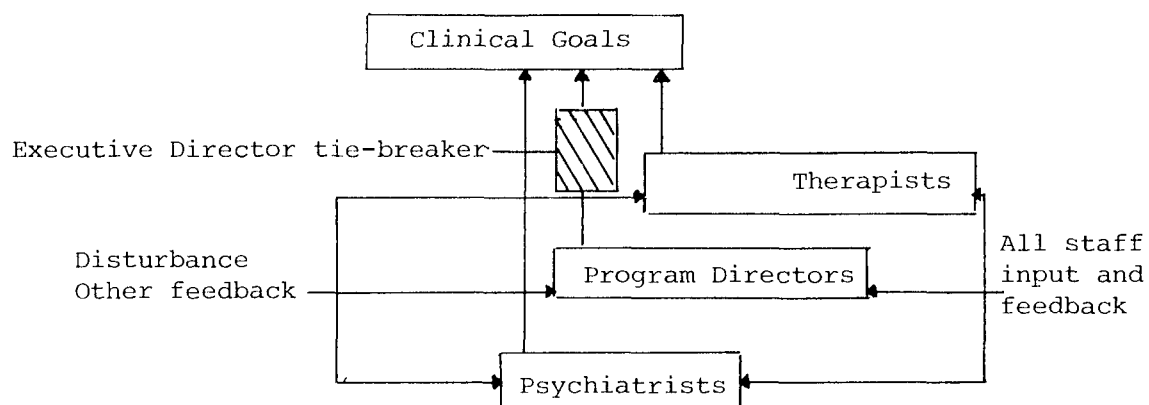 Clinical Goals
Executive Director tie-breaker
Therapists
Disturbance
Other feedback
Program Directors
All staff
input and
feedback
Psychiatrists